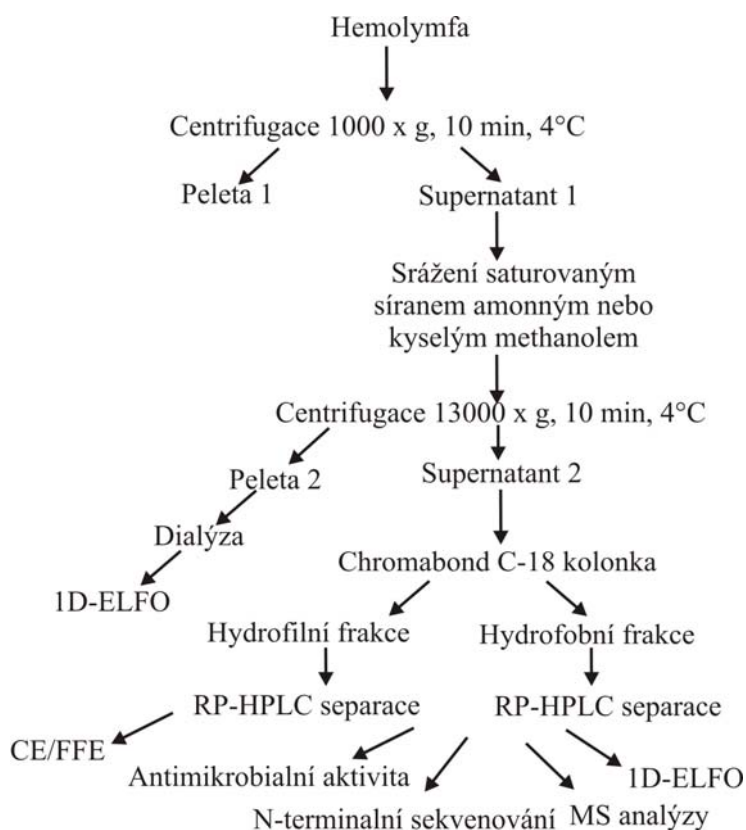 Hemolymfa
Centrifugace 1000 x g, 10 min, 4°C
Peleta 1
Supernatant 1
Srážení saturovaným
síranem amonným nebo
kyselým methanolem
Centrifugace 13000 x g, 10 min, 4°C
Peleta 2
Supernatant 2
Dialýza
Chromabond C-18 kolonka
1D-ELFO
Hydrofilní frakce
Hydrofobní frakce
RP-HPLC separace
RP-HPLC separace
CE/FFE
Antimikrobialní aktivita
1D-ELFO
N-terminalní sekvenování
MS analýzy